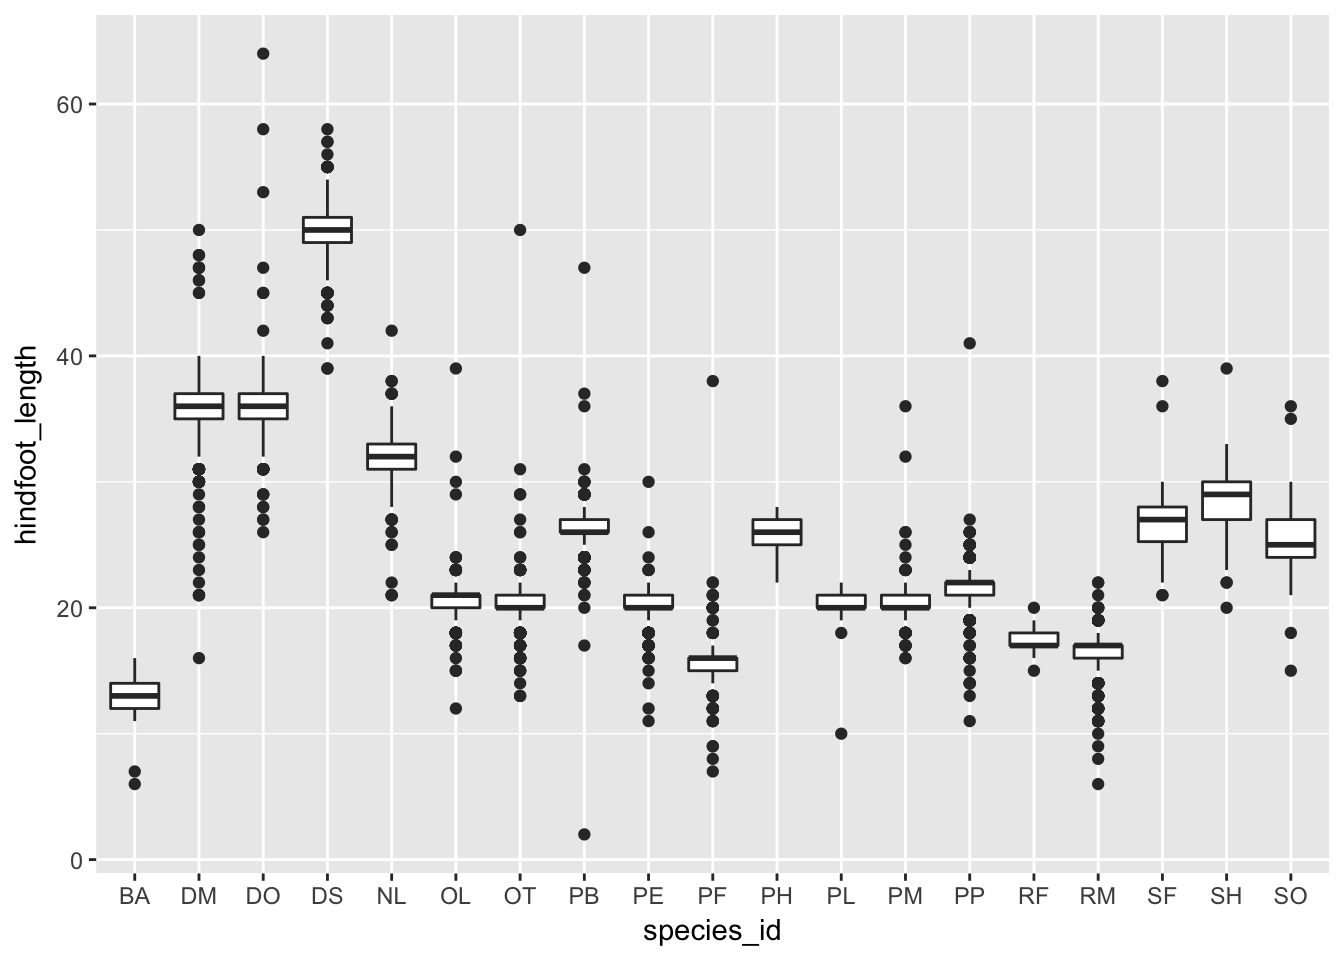 60
40
20
0
hindfoot_length
BA DM DO DS NL OL OT PB PE PF PH PL PM PP RF RM SF SH SO
species_id